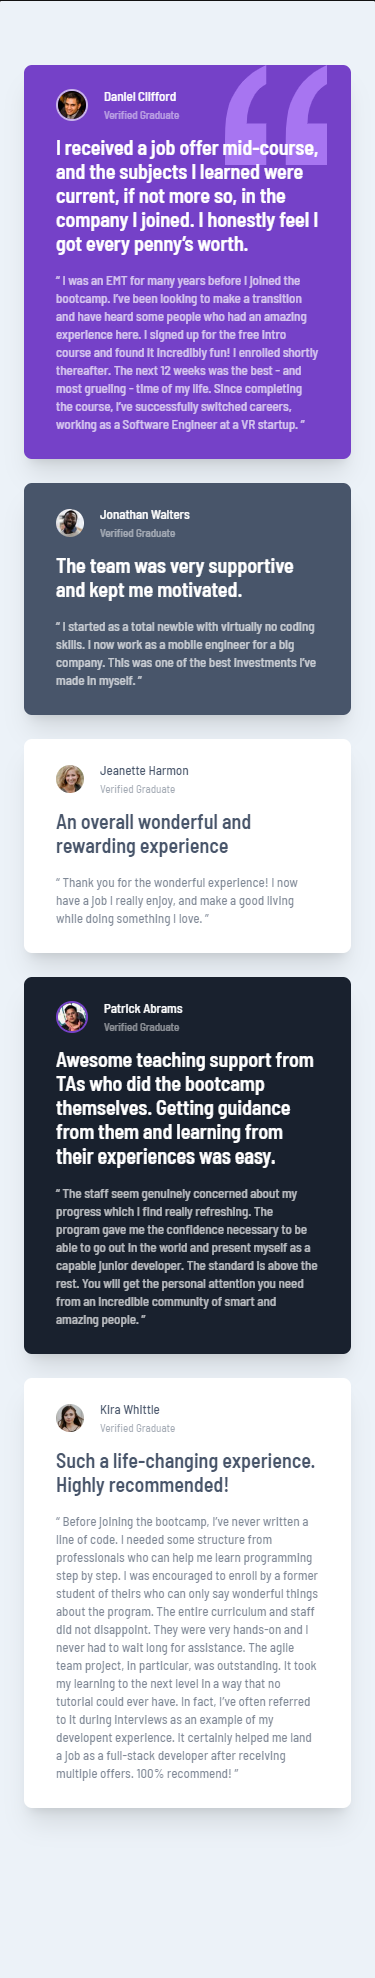 Daniel Clifford
Verified Graduate
I received a job offer mid-course,
and the subjects I learned were
current, if not more so, in the
company I joined. I honestly feel I
got every penny’s worth.
“ I was an EMT for many years before I joined the
bootcamp. I’ve been looking to make a transition
and have heard some people who had an amazing
experience here. I signed up for the free intro
course and found it incredibly fun! I enrolled shortly
thereafter. The next 12 weeks was the best - and
most grueling - time of my life. Since completing
the course, I’ve successfully switched careers,
working as a Software Engineer at a VR startup. ”
Jonathan Walters
Verified Graduate
The team was very supportive
and kept me motivated.
“ I started as a total newbie with virtually no coding
skills. I now work as a mobile engineer for a big
company. This was one of the best investments I’ve
made in myself. ”
Jeanette Harmon
Verified Graduate
An overall wonderful and
rewarding experience
“ Thank you for the wonderful experience! I now
have a job I really enjoy, and make a good living
while doing something I love. ”
Patrick Abrams
Verified Graduate
Awesome teaching support from
TAs who did the bootcamp
themselves. Getting guidance
from them and learning from
their experiences was easy.
“ The staff seem genuinely concerned about my
progress which I find really refreshing. The
program gave me the confidence necessary to be
able to go out in the world and present myself as a
capable junior developer. The standard is above the
rest. You will get the personal attention you need
from an incredible community of smart and
amazing people. ”
Kira Whittle
Verified Graduate
Such a life-changing experience.
Highly recommended!
“ Before joining the bootcamp, I’ve never written a
line of code. I needed some structure from
professionals who can help me learn programming
step by step. I was encouraged to enroll by a former
student of theirs who can only say wonderful things
about the program. The entire curriculum and staff
did not disappoint. They were very hands-on and I
never had to wait long for assistance. The agile
team project, in particular, was outstanding. It took
my learning to the next level in a way that no
tutorial could ever have. In fact, I’ve often referred
to it during interviews as an example of my
developent experience. It certainly helped me land
a job as a full-stack developer after receiving
multiple offers. 100% recommend! ”